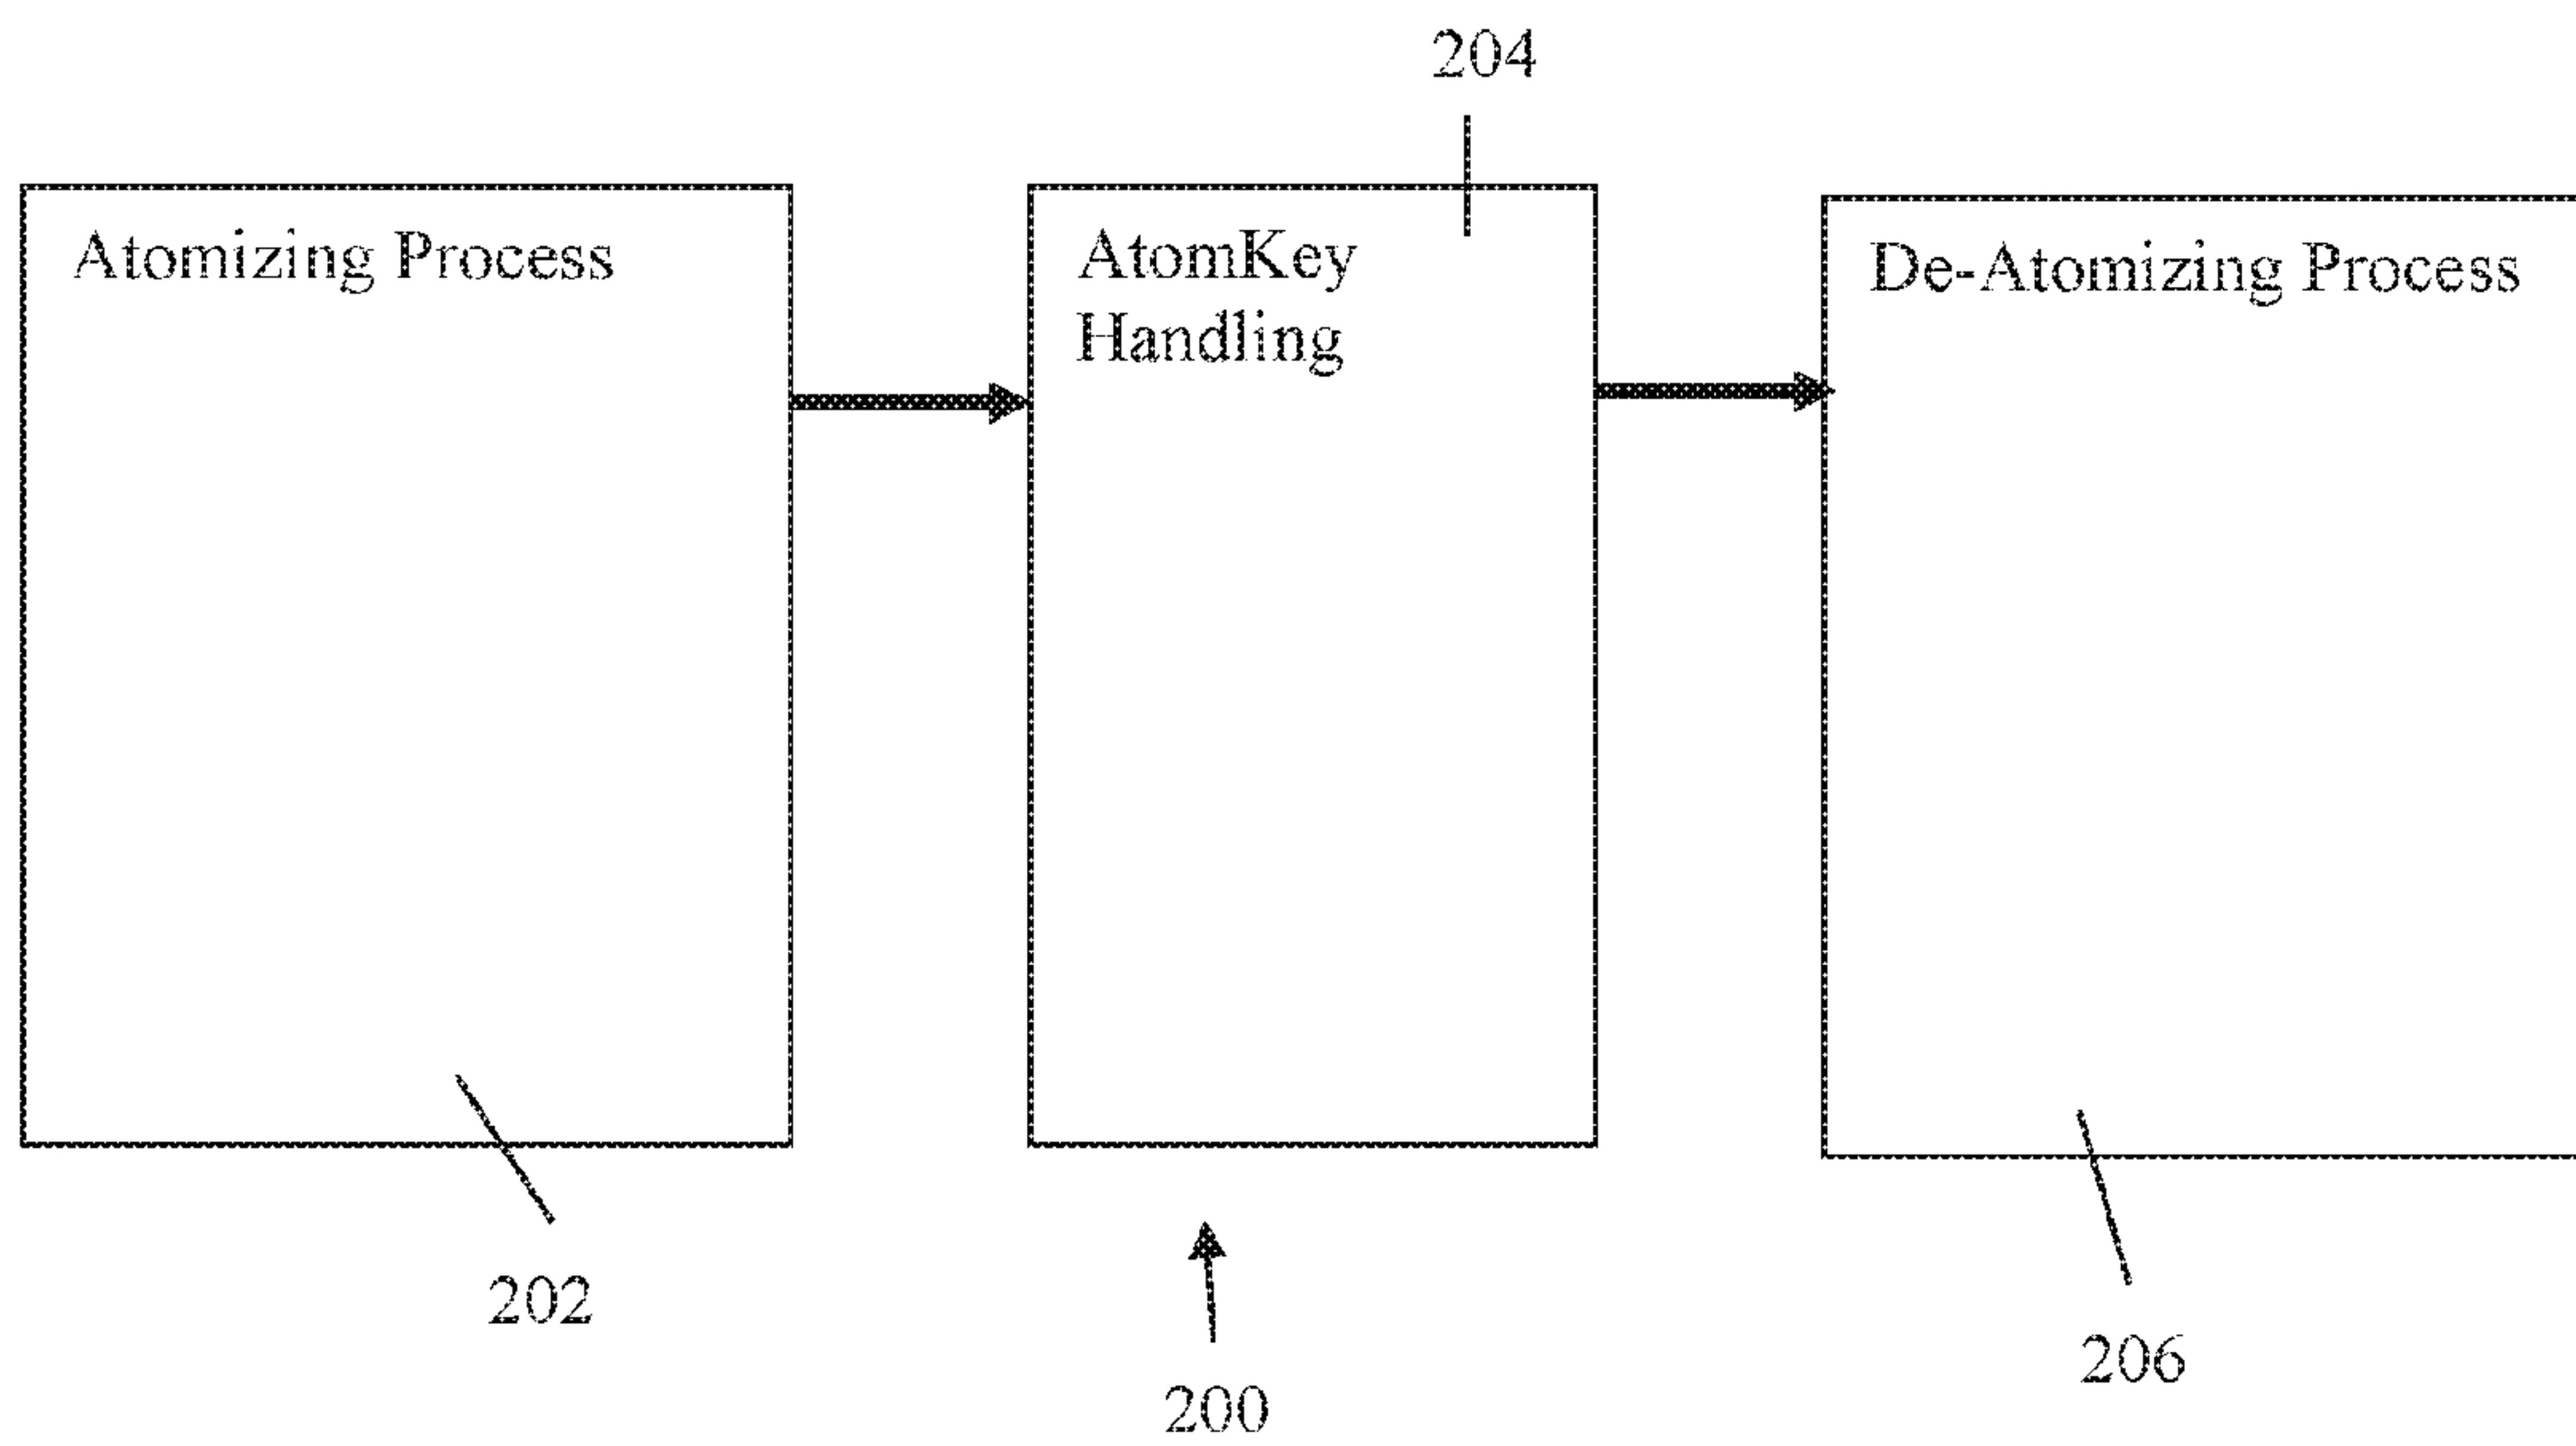 204
Atomizing Process
AtomKey
Handling
De-Atomizing Process
202
200
206